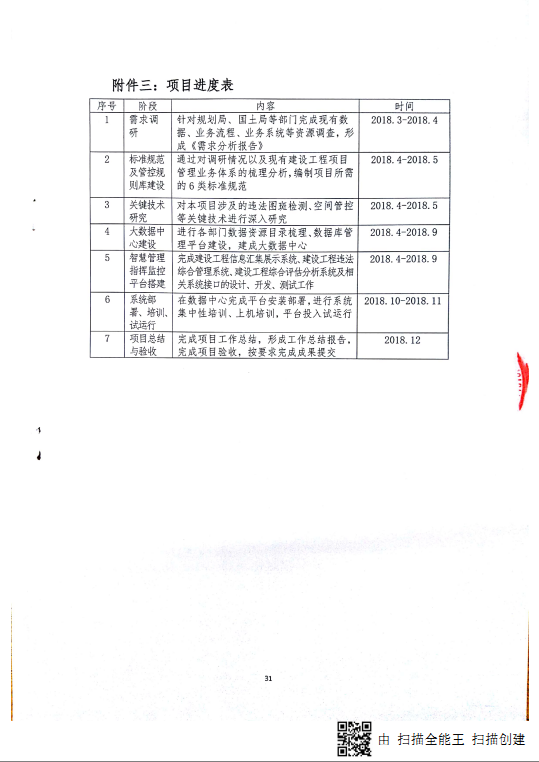 附件三：项目进度表
序号 阶段 内容 时间
1 需求调研 针对规划局、国土局等部门完成现有数据、业务流程、业务系统等资源调查，形成《需求分析报告》 2018.3-2018.4
2 标准规范及管控规则库建设 通过对调研情况以及现有建设工程项目管理业务体系的梳理分析，编制项目所需的6类标准规范 2018.4-2018.5
3 关键技术研究 对本项目涉及的违法图斑检测、空间管控等关键技术进行深入研究 2018.4-2018.5
4 大数据中心建设 进行各部门数据资源目录梳理、数据库管理平台建设，建成大数据中心 2018.4-2018.9
5 智慧管理指挥监控平台搭建 完成建设工程信息汇集展示系统、建设工程违法综合管理系统、建设工程综合评估分析系统及相关系统接口的设计、开发、测试工作 2018.4-2018.9
6 系统部署、培训、试运行 在数据中心完成平台安装部署，进行系统集中性培训、上机培训，平台投入试运行 2018.10-2018.11
7 项目总结与验收 完成项目工作总结，形成工作总结报告。完成项目验收，按要求完成成果提交 2018.12
31
由 扫描全能王 扫描创建